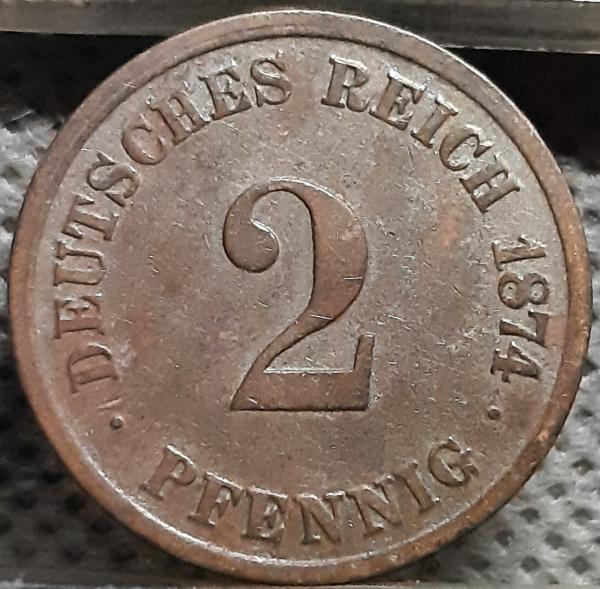 DEUTSCHES REICH 1874
2
PFENNIG